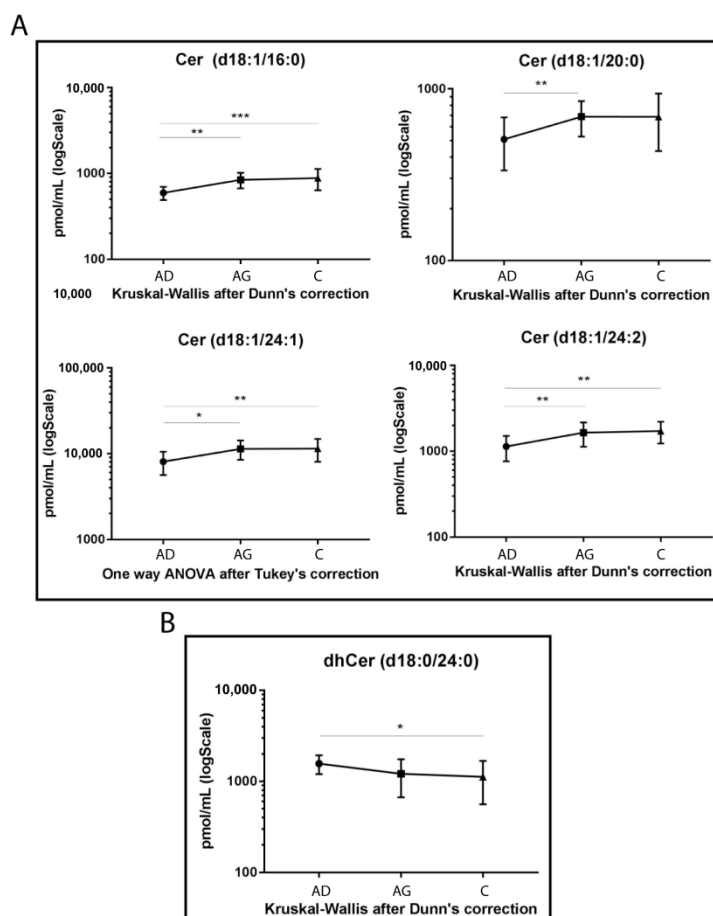 A
Cer (d18:1/16:0)
10,000
1000
100
pmol/mL (logScale)
***
**
AD AG C
10,000
Kruskal-Wallis after Dunn's correction
Cer (d18:1/20:0)
1000
100
pmol/mL (logScale)
**
AD AG C
Kruskal-Wallis after Dunn's correction
Cer (d18:1/24:1)
100,000
10,000
1000
pmol/mL (logScale)
**
*
AD AG C
One way ANOVA after Tukey's correction
Cer (d18:1/24:2)
10,000
1000
100
pmol/mL (logScale)
**
**
AD AG C
Kruskal-Wallis after Dunn's correction
B
dhCer (d18:0/24:0)
10,000
1000
100
pmol/mL (logScale)
*
AD AG C
Kruskal-Wallis after Dunn's correction